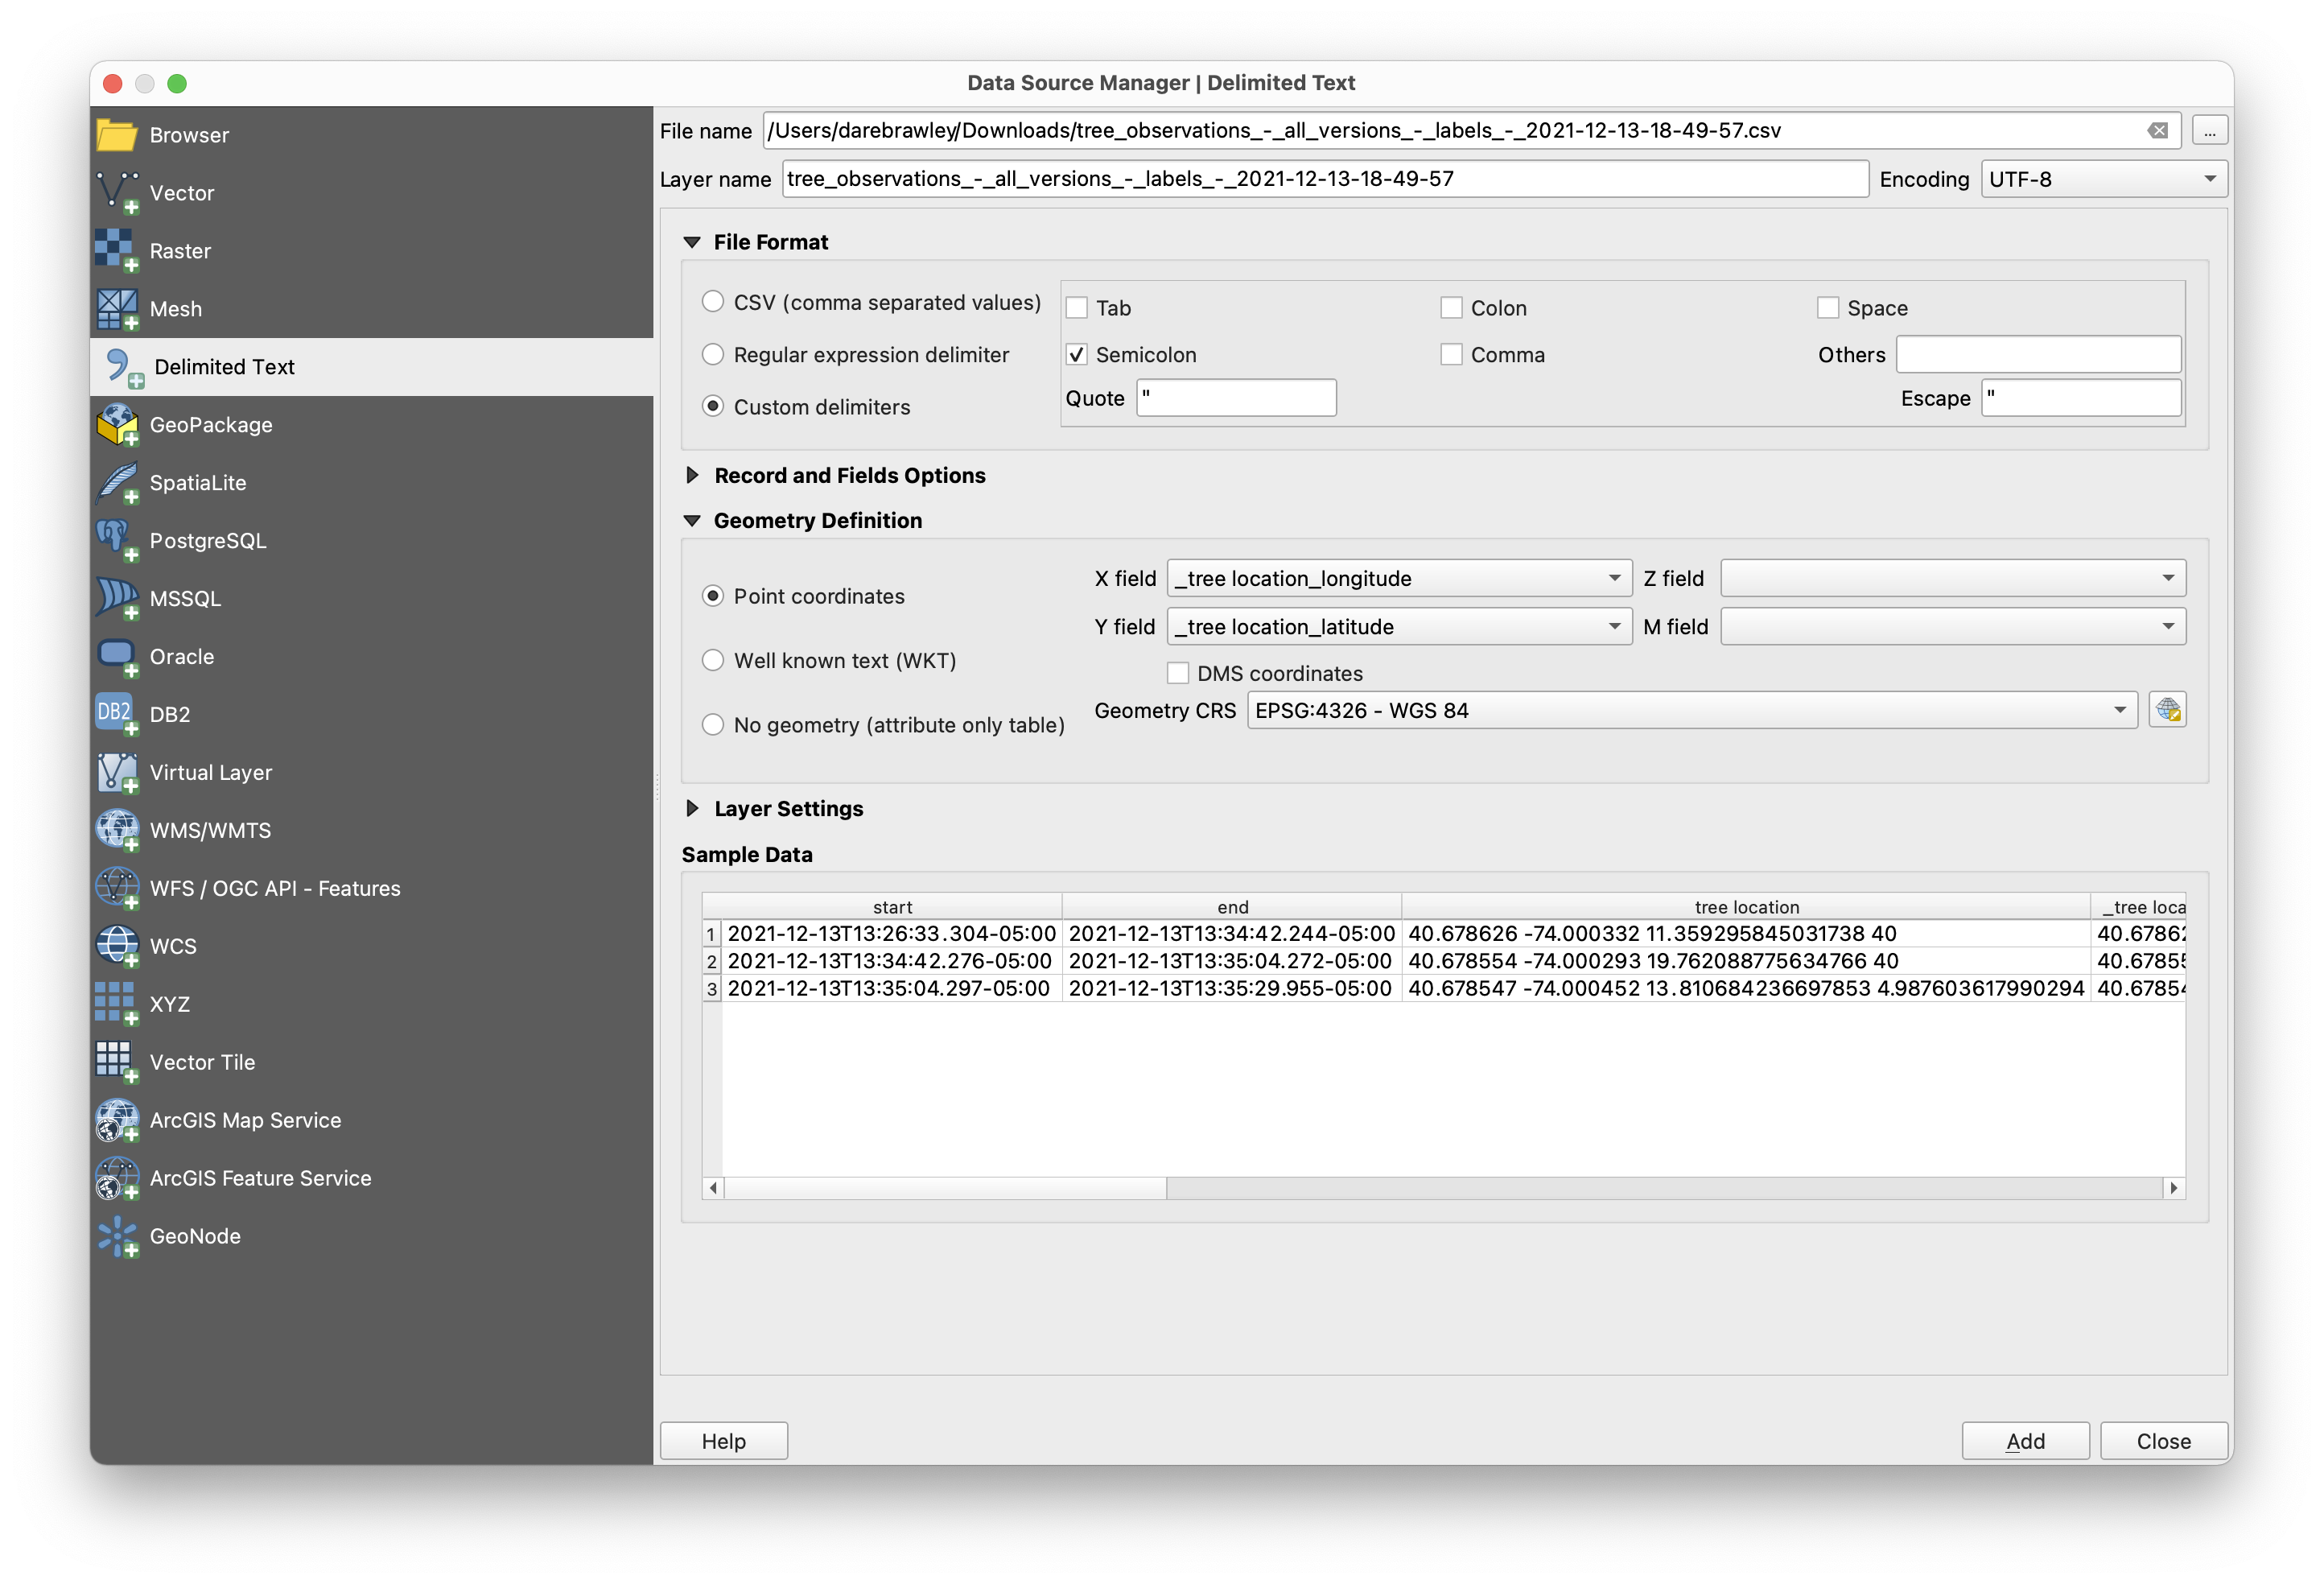 Data Source Manager | Delimited Text
Browser
Vector
Raster
Mesh
Delimited Text
GeoPackage
SpatiaLite
PostgreSQL
MSSQL
Oracle
DB2
DB2
Virtual Layer
WMS/WMTS
WFS / OGC API - Features
WCS
XYZ
Vector Tile
ArcGIS Map Service
ArcGIS Feature Service
GeoNode
File name /Users/darebrawley/Downloads/tree_observations_-_all_versions_-_labels_-_2021-12-13-18-49-57.csv ...
Layer name tree_observations_-_all_versions_-_labels_-_2021-12-13-18-49-57 Encoding UTF-8
File Format
CSV (comma separated values) Tab Colon Space
Regular expression delimiter Semicolon Comma Others
Custom delimiters Quote " Escape "
Record and Fields Options
Geometry Definition
Point coordinates X field _tree location_longitude Z field
Y field _tree location_latitude M field
Well known text (WKT) DMS coordinates
No geometry (attribute only table) Geometry CRS EPSG:4326 - WGS 84
Layer Settings
Sample Data
start end tree location _tree loca
1 2021-12-13T13:26:33.304-05:00 2021-12-13T13:34:42.244-05:00 40.678626 -74.000332 11.359295845031738 40 40.67862
2 2021-12-13T13:34:42.276-05:00 2021-12-13T13:35:04.272-05:00 40.678554 -74.000293 19.762088775634766 40 40.67855
3 2021-12-13T13:35:04.297-05:00 2021-12-13T13:35:29.955-05:00 40.678547 -74.000452 13.810684236697853 4.987603617990294 40.67854
Help Add Close